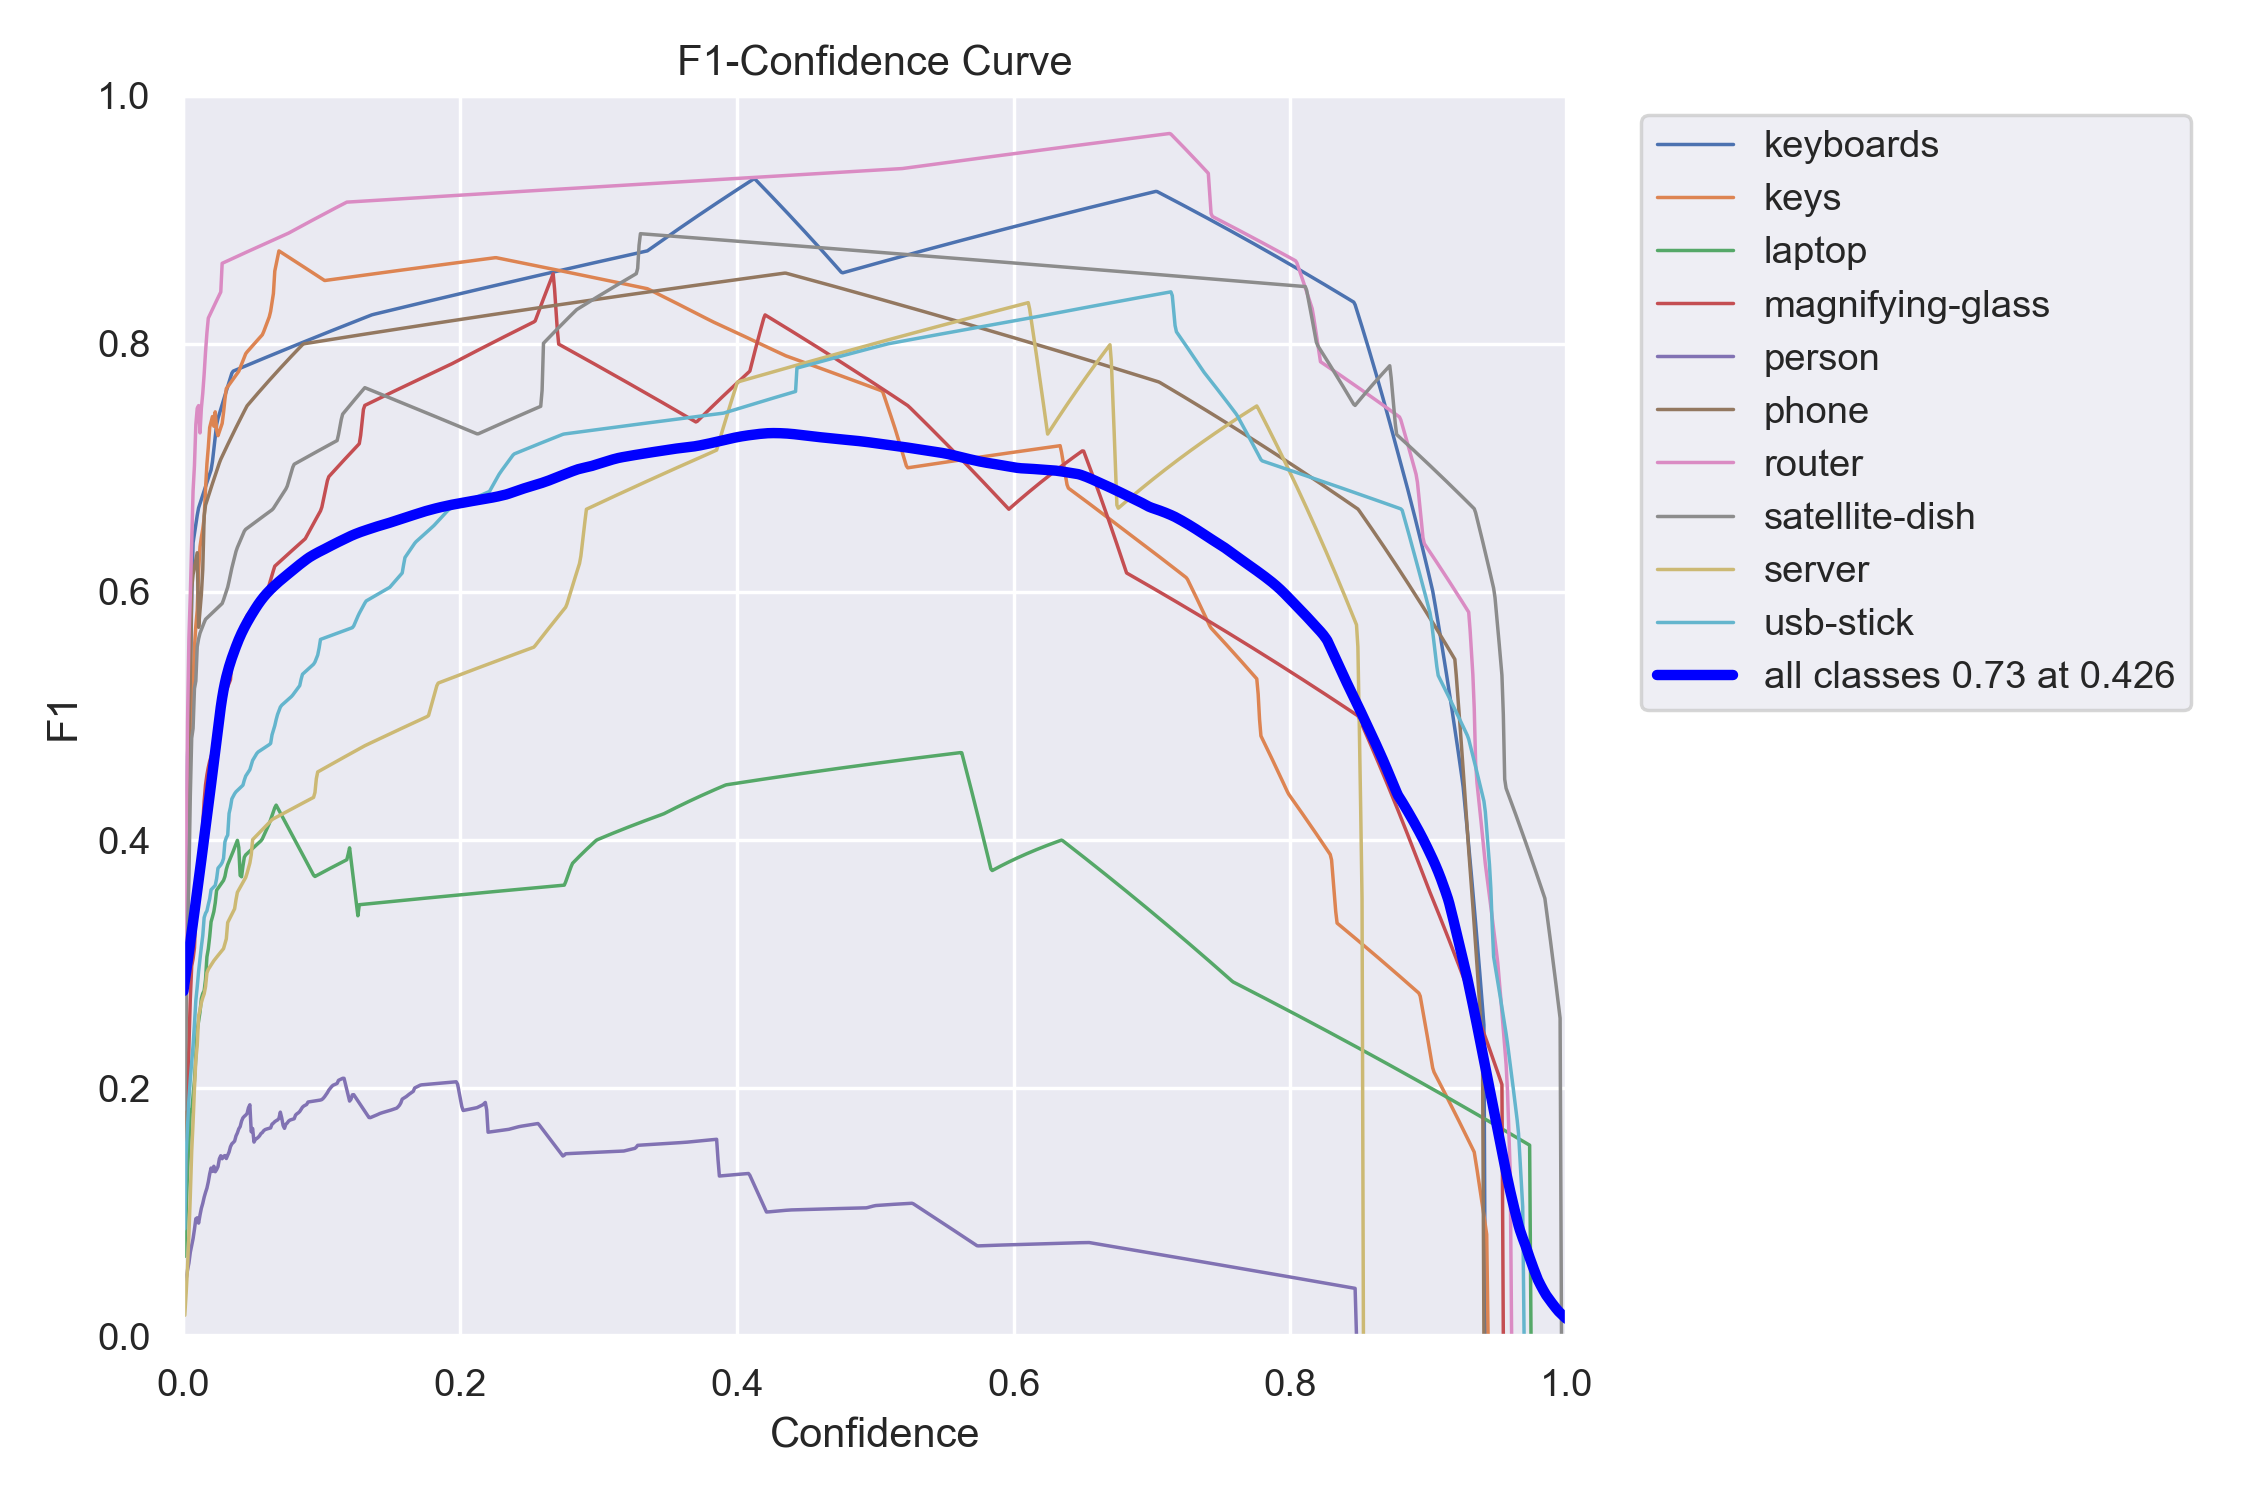 F1-Confidence Curve
1.0
0.8
0.6
0.4
0.2
0.0
F1
0.0 0.2 0.4 0.6 0.8 1.0
Confidence
keyboards
keys
laptop
magnifying-glass
person
phone
router
satellite-dish
server
usb-stick
all classes 0.73 at 0.426